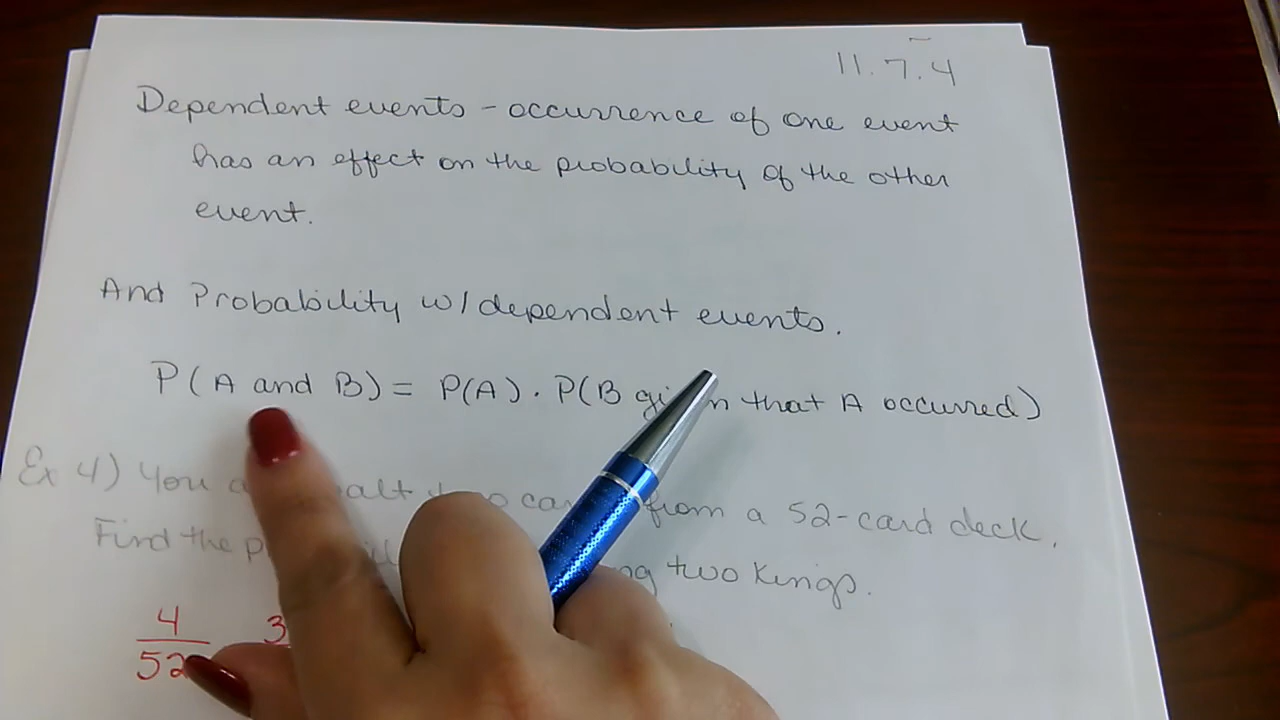 11.7.4
Dependent events - occurrence of one event
has an effect on the probability of the other
event.
And Probability w/dependent events.
P(A and B) = P(A) · P(B that A occurred)
Ex 4) You from a 52-card deck.
Find the two kings.
4
52
3